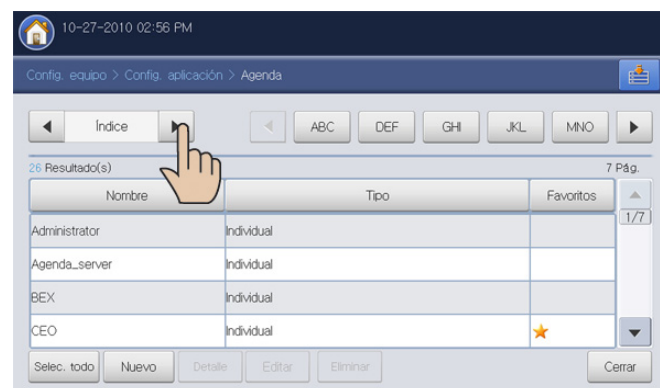 10-27-2010 02:56 PM
Config. equipo > Config. aplicación > Agenda
Índice ABC DEF GHI JKL MNO
26 Resultado(s) 7 Pág.
Nombre Tipo Favoritos
1/7
Administrator Individual
Agenda_server Individual
BEX Individual
CEO Individual
Selec. todo Nuevo Detalle Editar Eliminar Cerrar